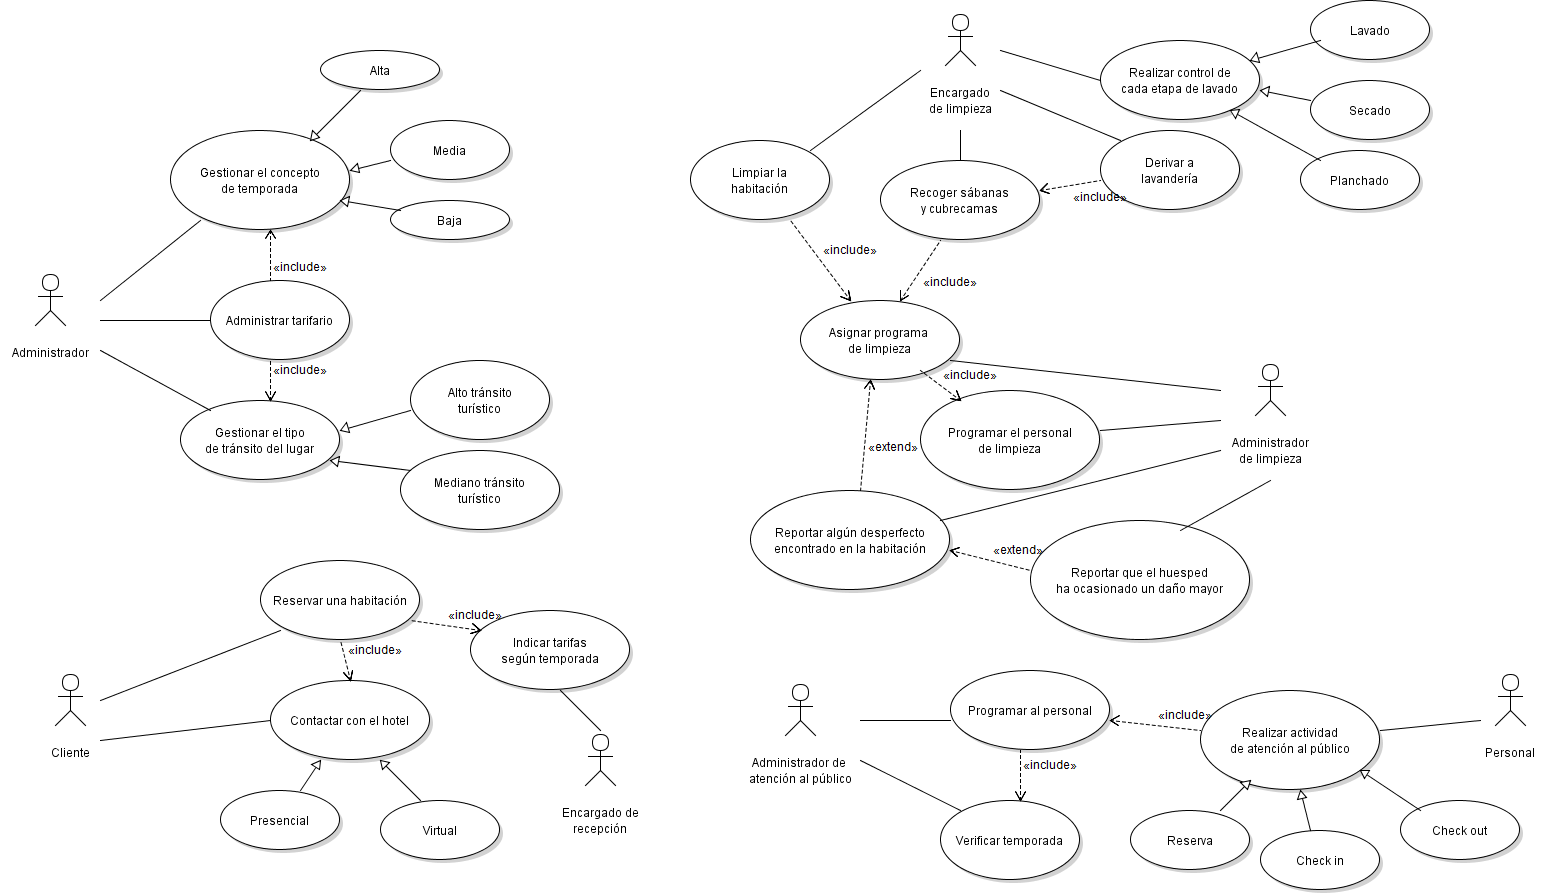 Alta
Media
Baja
Gestionar el concepto
de temporada
«include»
Administrar tarifario
«include»
Administrador
Gestionar el tipo
de tránsito del lugar
Alto tránsito
turístico
Mediano tránsito
turístico
Encargado
de limpieza
Realizar control de
cada etapa de lavado
Lavado
Secado
Planchado
Limpiar la
habitación
Recoger sábanas
y cubrecamas
Derivar a
lavandería
«include»
«include»
«include»
Asignar programa
de limpieza
«include»
Programar el personal
de limpieza
Administrador
de limpieza
«extend»
Reportar algún desperfecto
encontrado en la habitación
«extend»
Reportar que el huesped
ha ocasionado un daño mayor
Reservar una habitación
«include»
Indicar tarifas
según temporada
«include»
Cliente
Contactar con el hotel
Presencial
Virtual
Encargado de
recepción
Administrador de
atención al público
Programar al personal
«include»
Realizar actividad
de atención al público
Personal
«include»
Verificar temporada
Reserva
Check in
Check out